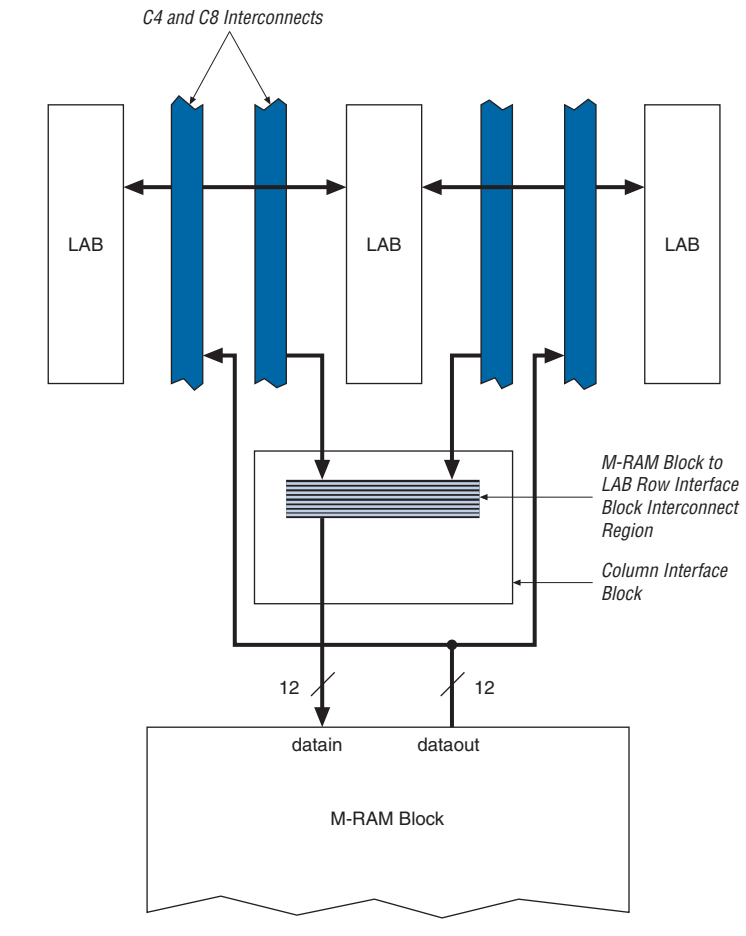 C4 and C8 Interconnects
LAB
LAB
LAB
M-RAM Block to
LAB Row Interface
Block Interconnect
Region
Column Interface
Block
12
12
datain
dataout
M-RAM Block